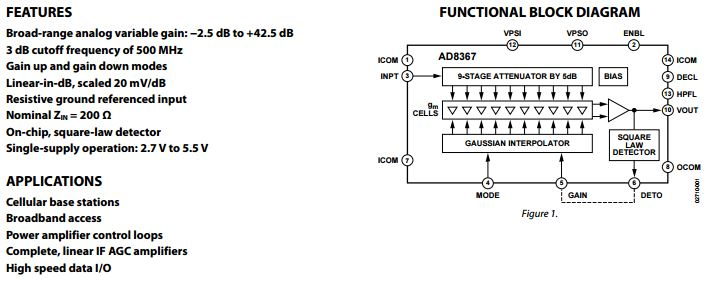 FEATURES
Broad-range analog variable gain: −2.5 dB to +42.5 dB
3 dB cutoff frequency of 500 MHz
Gain up and gain down modes
Linear-in-dB, scaled 20 mV/dB
Resistive ground referenced input
Nominal ZIN = 200 Ω
On-chip, square-law detector
Single-supply operation: 2.7 V to 5.5 V
APPLICATIONS
Cellular base stations
Broadband access
Power amplifier control loops
Complete, linear IF AGC amplifiers
High speed data I/O
FUNCTIONAL BLOCK DIAGRAM
VPSI
12
VPSO
11
ENBL
2
ICOM 1
AD8367
14 ICOM
INPT 3
9-STAGE ATTENUATOR BY 5dB
BIAS
9 DECL
13 HPFL
gm
CELLS
10 VOUT
GAUSSIAN INTERPOLATOR
SQUARE
LAW
DETECTOR
ICOM 7
8 OCOM
4
MODE
5
GAIN
6
DETO
02710-001
Figure 1.